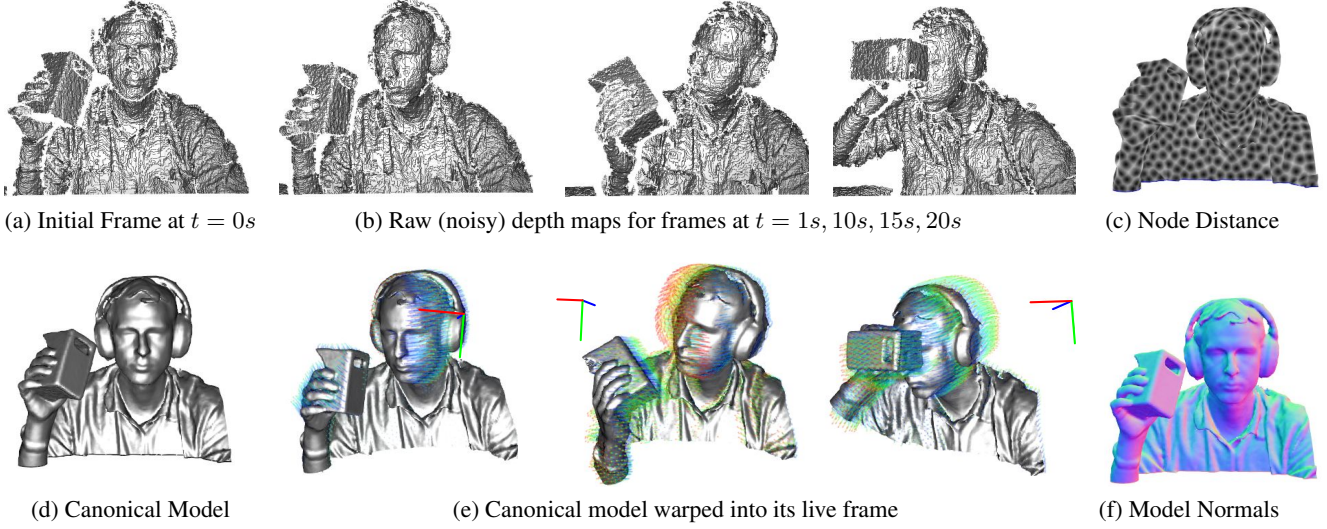 (a) Initial Frame at t = 0s
(b) Raw (noisy) depth maps for frames at t = 1s, 10s, 15s, 20s
(c) Node Distance
(d) Canonical Model
(e) Canonical model warped into its live frame
(f) Model Normals